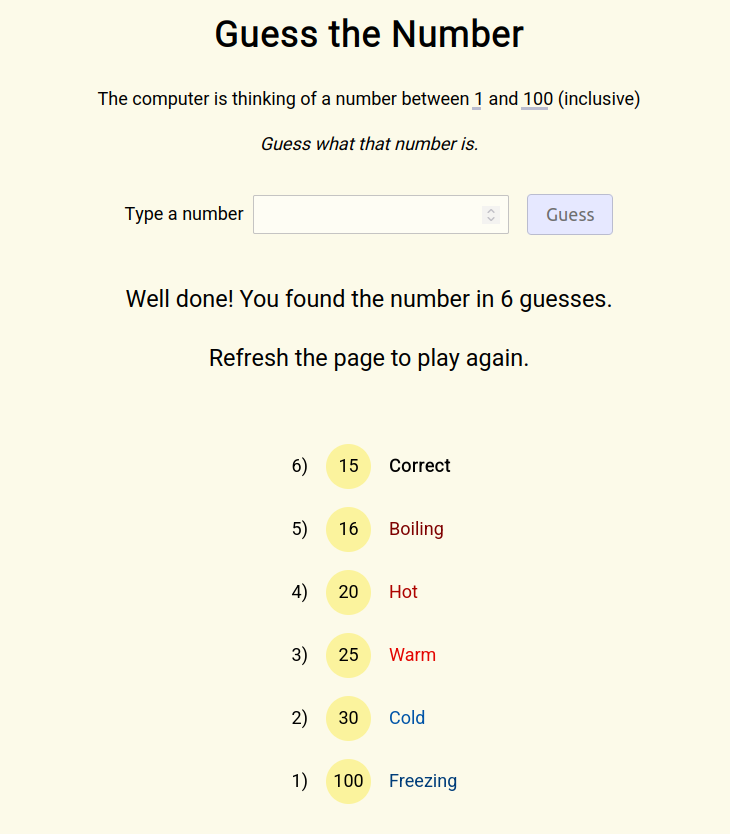 Guess the Number
The computer is thinking of a number between 1 and 100 (inclusive)
Guess what that number is.
Type a number Guess
Well done! You found the number in 6 guesses.
Refresh the page to play again.
6) 15 Correct
5) 16 Boiling
4) 20 Hot
3) 25 Warm
2) 30 Cold
1) 100 Freezing